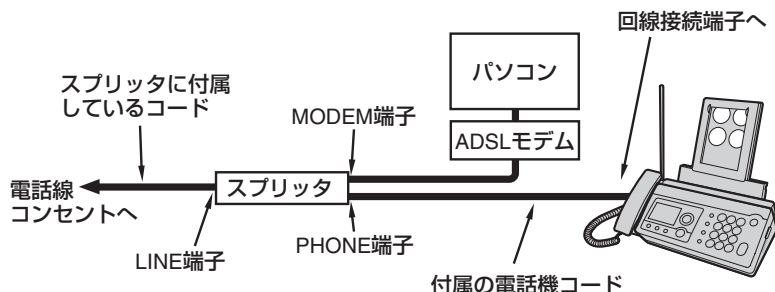 回線接続端子へ
パソコン
スプリッタに付属
しているコード
MODEM端子
ADSLモデム
スプリッタ
電話線
コンセントへ
LINE端子
PHONE端子
付属の電話機コード